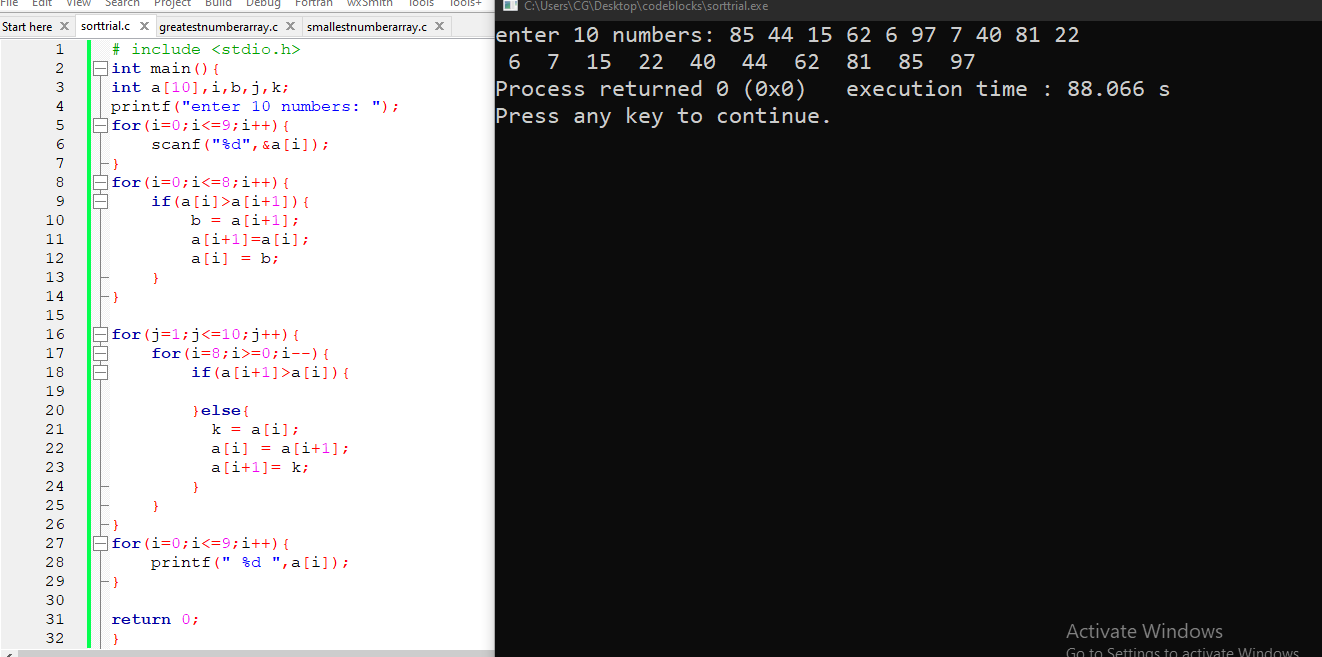 File Edit View Search Project Build Debug Fortran wxSmith Tools Tools+
Start here X sorttrial.c X greatestnumberarray.c X smallestnumberarray.c X
1 # include <stdio.h>
2 int main(){
3 int a[10],i,b,j,k;
4 printf("enter 10 numbers: ");
5 for(i=0;i<=9;i++){
6 scanf("%d",&a[i]);
7 }
8 for(i=0;i<=8;i++){
9 if(a[i]>a[i+1]){
10 b = a[i+1];
11 a[i+1]=a[i];
12 a[i] = b;
13 }
14 }
15
16 for(j=1;j<=10;j++){
17 for(i=8;i>=0;i--){
18 if(a[i+1]>a[i]){
19
20 }else{
21 k = a[i];
22 a[i] = a[i+1];
23 a[i+1]= k;
24 }
25 }
26 }
27 for(i=0;i<=9;i++){
28 printf(" %d ",a[i]);
29 }
30
31 return 0;
32 }
C:\Users\CG\Desktop\codeblocks\sorttrial.exe
enter 10 numbers: 85 44 15 62 6 97 7 40 81 22
6 7 15 22 40 44 62 81 85 97
Process returned 0 (0x0) execution time : 88.066 s
Press any key to continue.
Activate Windows
Go to Settings to activate Windows.